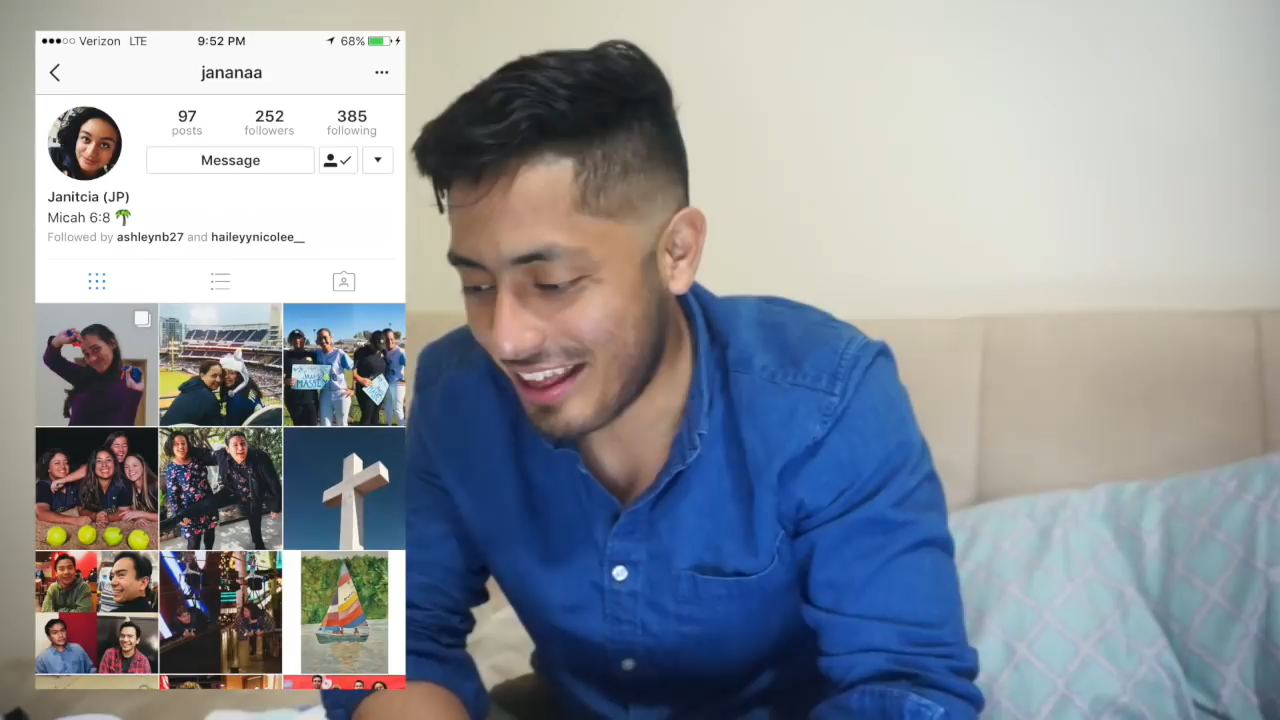 Verizon LTE 9:52 PM 68%
jananaa
97 252 385
posts followers following
Message
Janitcia (JP)
Micah 6:8
Followed by ashleynb27 and haileyynicolee__